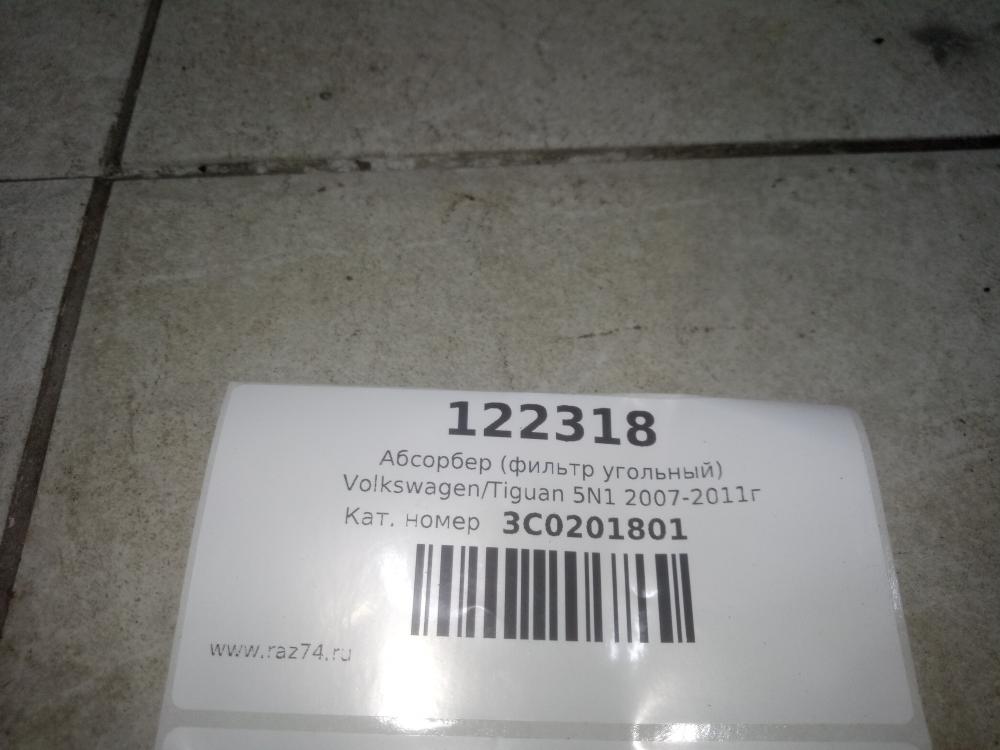 122318
Абсорбер (фильтр угольный)
Volkswagen/Tiguan 5N1 2007-2011г
Кат. номер 3C0201801
www.raz74.ru